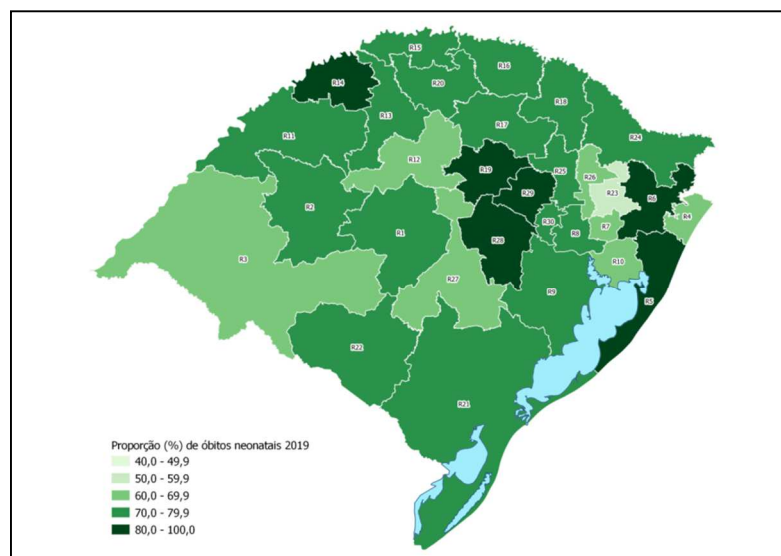 R15
R16
R14
R20
R18
R13
R11
R17
R24
R12
R19
R25
R26
R23
R6
R29
R2
R4
R30
R8
R7
R1
R28
R3
R10
R27
R9
R5
R22
R21
Proporção (%) de óbitos neonatais 2019
40,0 - 49,9
50,0 - 59,9
60,0 - 69,9
70,0 - 79,9
80,0 - 100,0